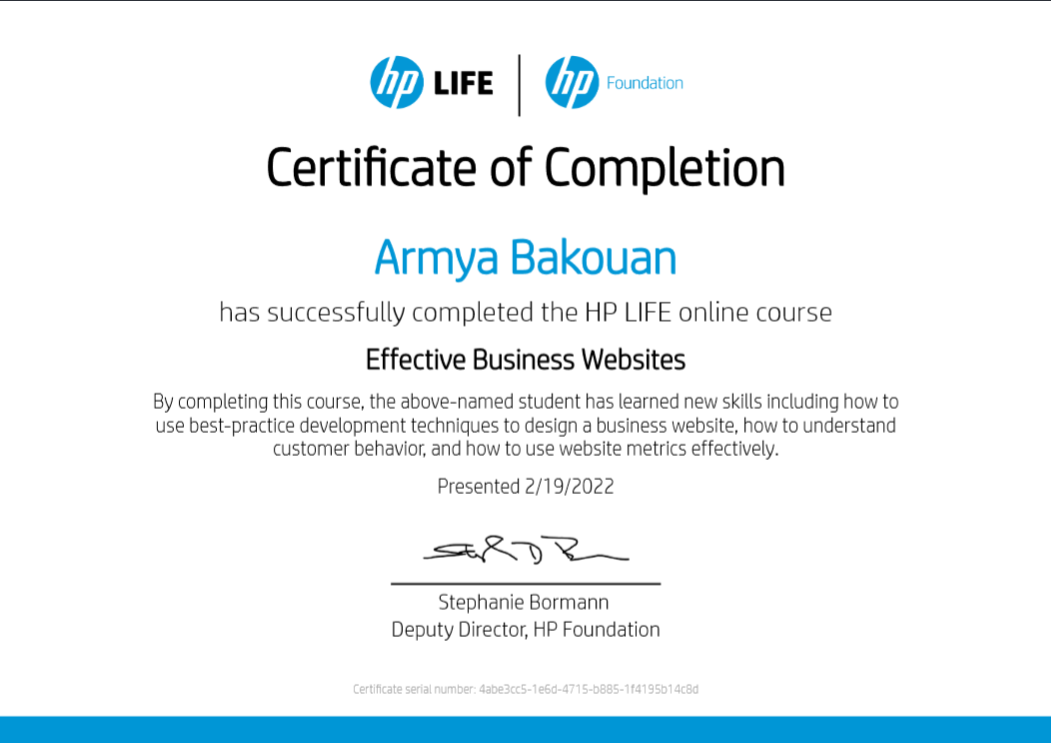 hp LIFE | hp Foundation
Certificate of Completion
Armya Bakouan
has successfully completed the HP LIFE online course
Effective Business Websites
By completing this course, the above-named student has learned new skills including how to
use best-practice development techniques to design a business website, how to understand
customer behavior, and how to use website metrics effectively.
Presented 2/19/2022
Stephanie Bormann
Deputy Director, HP Foundation
Certificate serial number: 4abe3cc5-1e6d-4715-b885-1f4195b14c8d